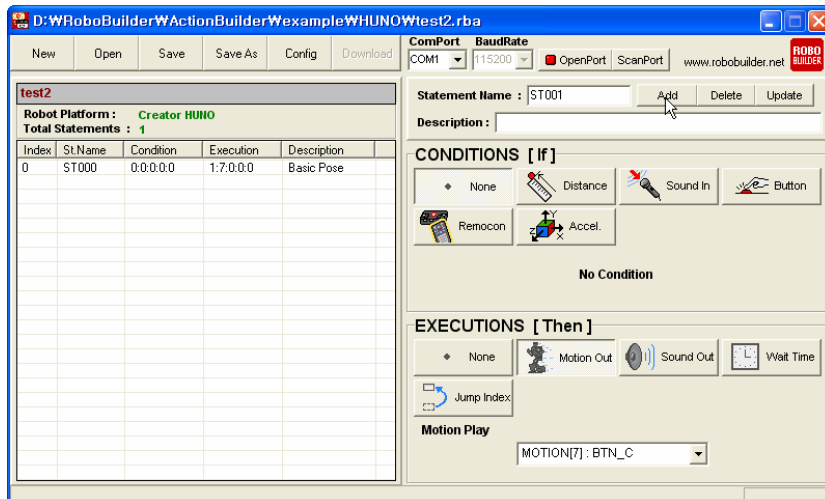 D:₩RoboBuilder₩ActionBuilder₩example₩HUNO₩test2.rba
New Open Save Save As Config Download
ComPort BaudRate
COM1 115200 OpenPort ScanPort www.robobuilder.net ROBO BUILDER
test2
Robot Platform : Creator HUNO
Total Statements : 1
Index St.Name Condition Execution Description
0 ST000 0:0:0:0:0 1:7:0:0:0 Basic Pose
Statement Name : ST001 Add Delete Update
Description :
CONDITIONS [ If ]
None Distance Sound In Button
Remocon Accel.
Y
Z
X
No Condition
EXECUTIONS [ Then ]
None Motion Out Sound Out Wait Time
Jump Index
Motion Play
MOTION[7] : BTN_C